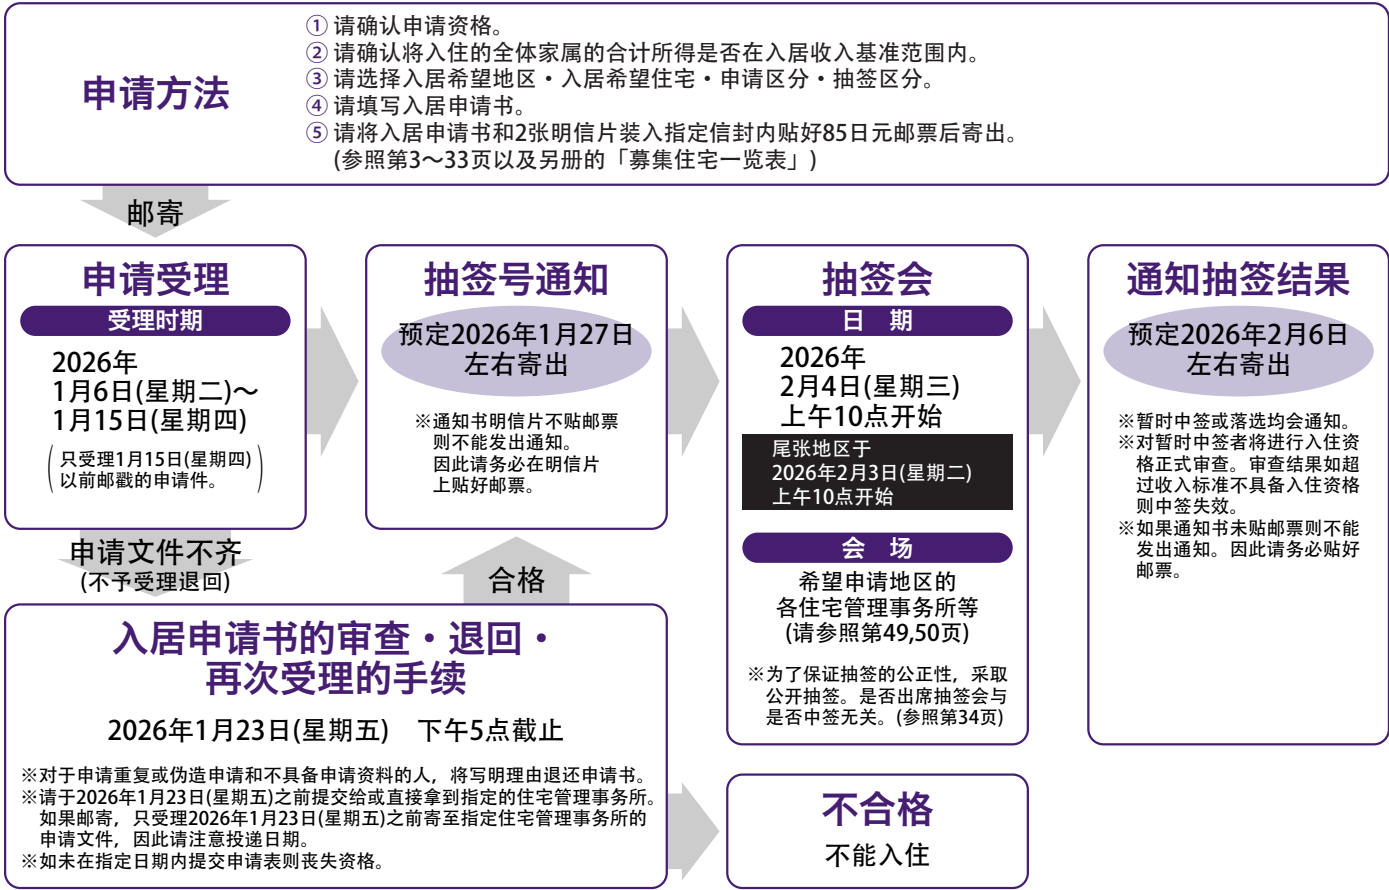 申请方法
① 请确认申请资格。
② 请确认将入住的全体家属的合计所得是否在入居收入基准范围内。
③ 请选择入居希望地区・入居希望住宅・申请区分・抽签区分。
④ 请填写入居申请书。
⑤ 请将入居申请书和2张明信片装入指定信封内贴好85日元邮票后寄出。
(参照第3～33页以及另册的「募集住宅一览表」)
邮寄
申请受理
受理时期
2026年
1月6日(星期二)～
1月15日(星期四)
(只受理1月15日(星期四)
以前邮戳的申请件。)
抽签号通知
预定2026年1月27日
左右寄出
※通知书明信片不贴邮票
则不能发出通知。
因此请务必在明信片
上贴好邮票。
抽签会
日 期
2026年
2月4日(星期三)
上午10点开始
尾张地区于
2026年2月3日(星期二)
上午10点开始
会 场
希望申请地区的
各住宅管理事务所等
(请参照第49,50页)
※为了保证抽签的公正性，采取
公开抽签。是否出席抽签会与
是否中签无关。(参照第34页)
通知抽签结果
预定2026年2月6日
左右寄出
※暂时中签或落选均会通知。
※对暂时中签者将进行入住资
格正式审查。审查结果如超
过收入标准不具备入住资格
则中签失效。
※如果通知书未贴邮票则不能
发出通知。因此请务必贴好
邮票。
申请文件不齐
(不予受理退回)
合格
入居申请书的审查・退回・
再次受理的手续
2026年1月23日(星期五)　下午5点截止
※对于申请重复或伪造申请和不具备申请资料的人，将写明理由退还申请书。
※请于2026年1月23日(星期五)之前提交给或直接拿到指定的住宅管理事务所。
如果邮寄，只受理2026年1月23日(星期五)之前寄至指定住宅管理事务所的
申请文件，因此请注意投递日期。
※如未在指定日期内提交申请表则丧失资格。
不合格
不能入住